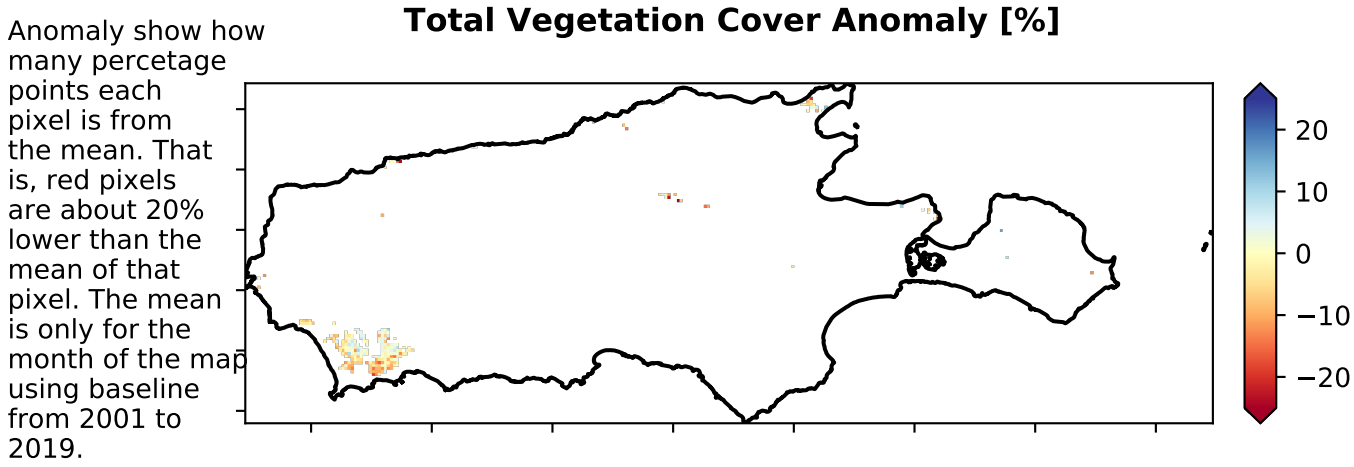 Total Vegetation Cover Anomaly [%]
Anomaly show how
many percetage
points each
pixel is from
the mean. That
is, red pixels
are about 20%
lower than the
mean of that
pixel. The mean
is only for the
month of the map
using baseline
from 2001 to
2019.
20
10
0
−10
−20